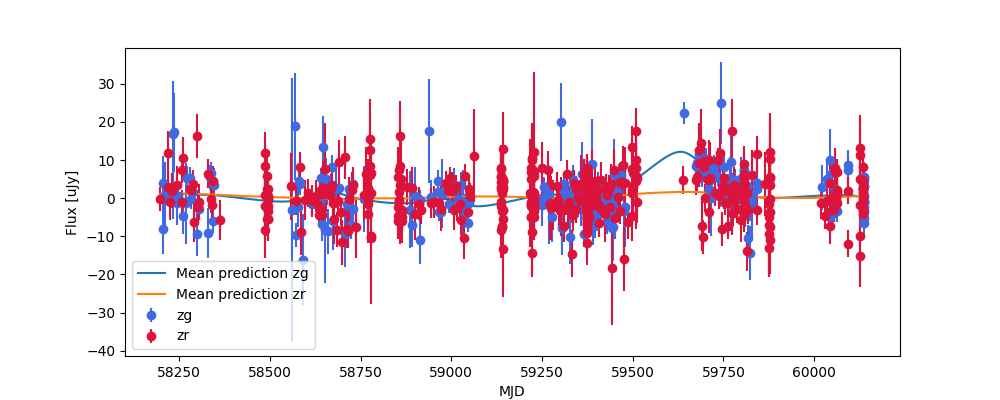 30
20
10
0
−10
−20
−30
−40
Flux [uJy]
Mean prediction zg
Mean prediction zr
zg
zr
58250 58500 58750 59000 59250 59500 59750 60000
MJD